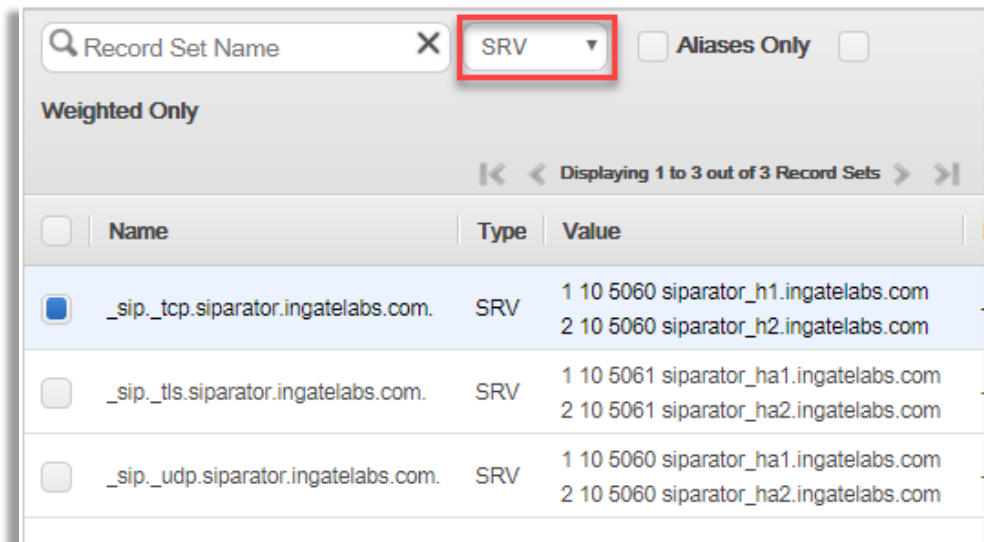 Record Set Name X SRV Aliases Only
Weighted Only
Displaying 1 to 3 out of 3 Record Sets
Name Type Value
_sip._tcp.siparator.ingatelabs.com. SRV 1 10 5060 siparator_h1.ingatelabs.com
2 10 5060 siparator_h2.ingatelabs.com
_sip._tls.siparator.ingatelabs.com. SRV 1 10 5061 siparator_ha1.ingatelabs.com
2 10 5061 siparator_ha2.ingatelabs.com
_sip._udp.siparator.ingatelabs.com. SRV 1 10 5060 siparator_ha1.ingatelabs.com
2 10 5060 siparator_ha2.ingatelabs.com